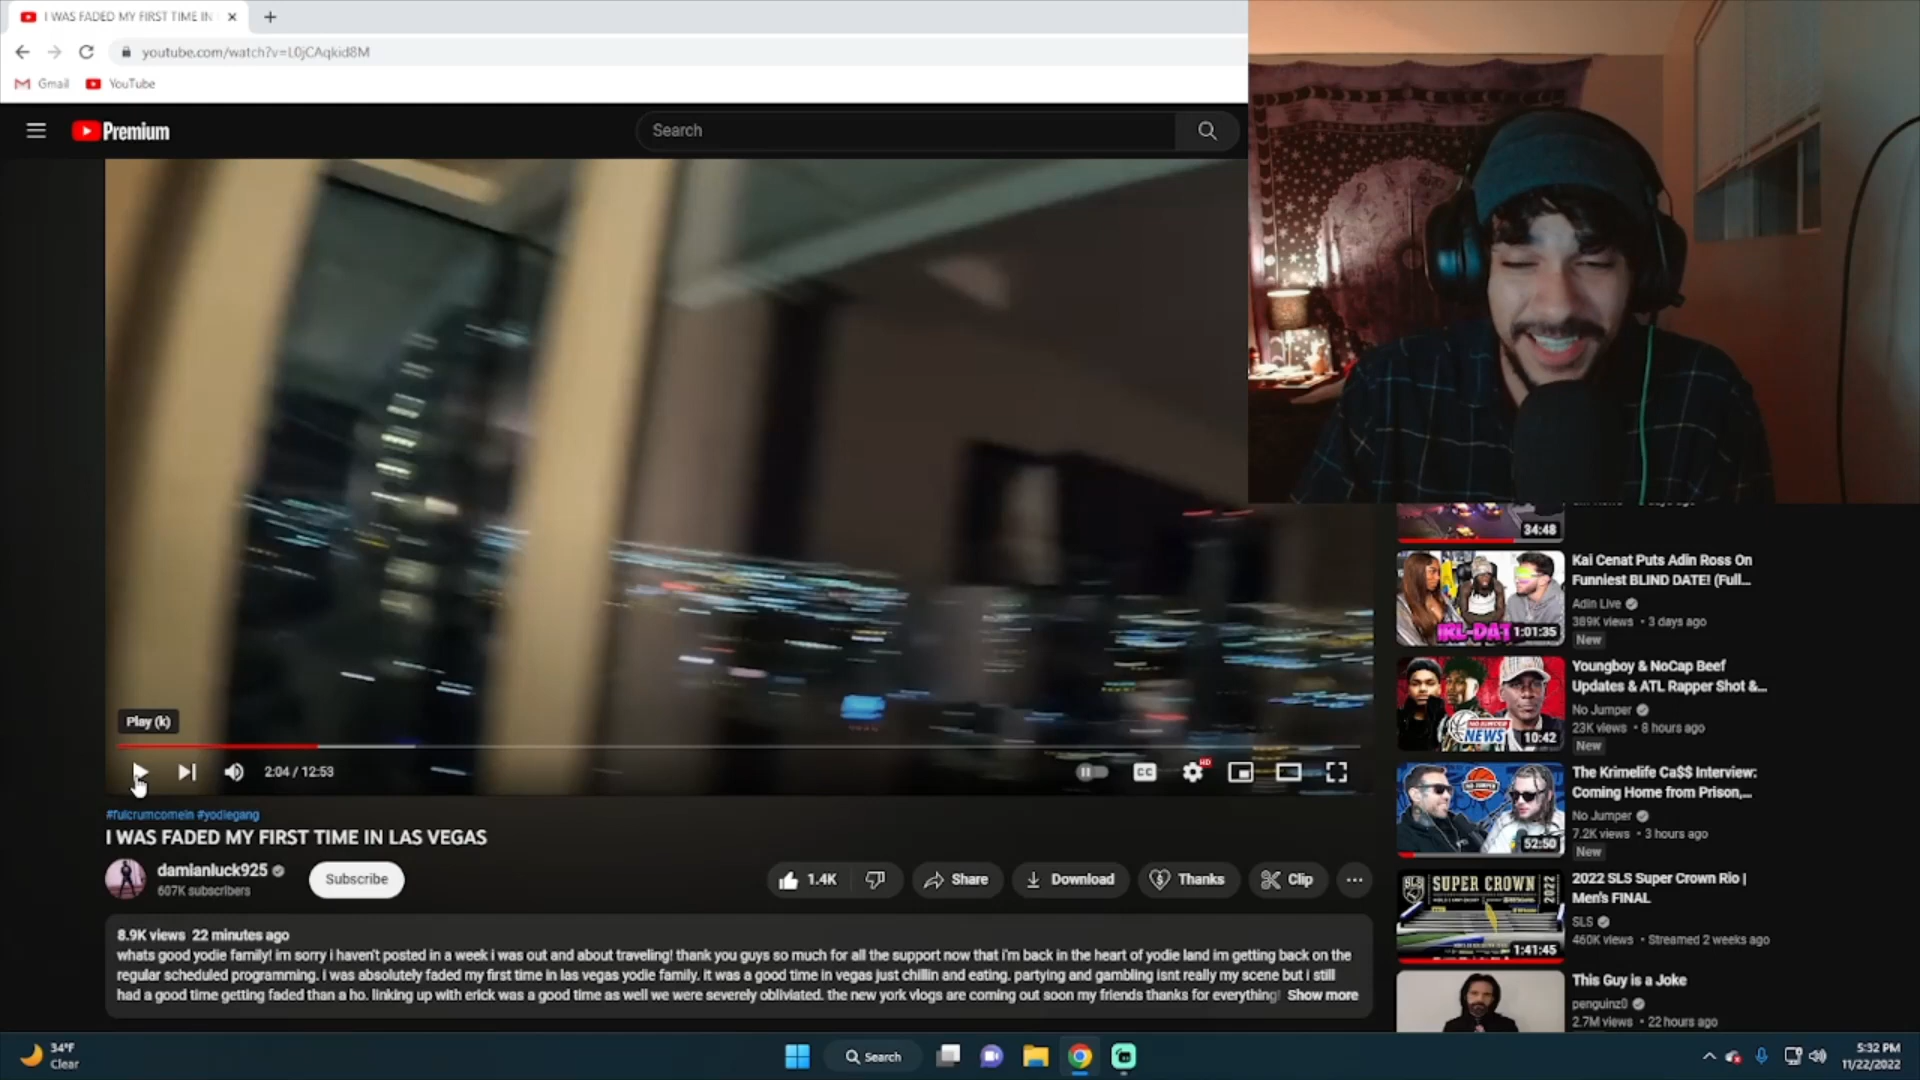 I WAS FADED MY FIRST TIME IN
youtube.com/watch?v=L0jCAqkid8M
Gmail
YouTube
Premium
Search
34:48
Kai Cenat Puts Adin Ross On
Funniest BLIND DATE! (Full...
Adin Live
389K views • 3 days ago
New
1:01:35
Youngboy & NoCap Beef
Updates & ATL Rapper Shot &...
No Jumper
23K views • 8 hours ago
New
NO JUMPER
NEWS
10:42
The Krimelife Ca$$ Interview:
Coming Home from Prison,...
No Jumper
7.2K views • 3 hours ago
New
52:50
2022 SLS Super Crown Rio |
Men's FINAL
SLS
460K views • Streamed 2 weeks ago
SLS
SUPER CROWN
2022
1:41:45
This Guy is a Joke
penguinz0
2.7M views • 22 hours ago
Play (k)
2:04 / 12:53
CC
HD
#fulcrumcomein #yodiegang
I WAS FADED MY FIRST TIME IN LAS VEGAS
damianluck925
607K subscribers
Subscribe
1.4K
Share
Download
Thanks
Clip
8.9K views 22 minutes ago
whats good yodie family! im sorry i haven't posted in a week i was out and about traveling! thank you guys so much for all the support now that i'm back in the heart of yodie land im getting back on the
regular scheduled programming. i was absolutely faded my first time in las vegas yodie family. it was a good time in vegas just chillin and eating. partying and gambling isnt really my scene but i still
had a good time getting faded than a ho. linking up with erick was a good time as well we were severely obliviated. the new york vlogs are coming out soon my friends thanks for everything! Show more
34°F
Clear
Search
5:32 PM
11/22/2022